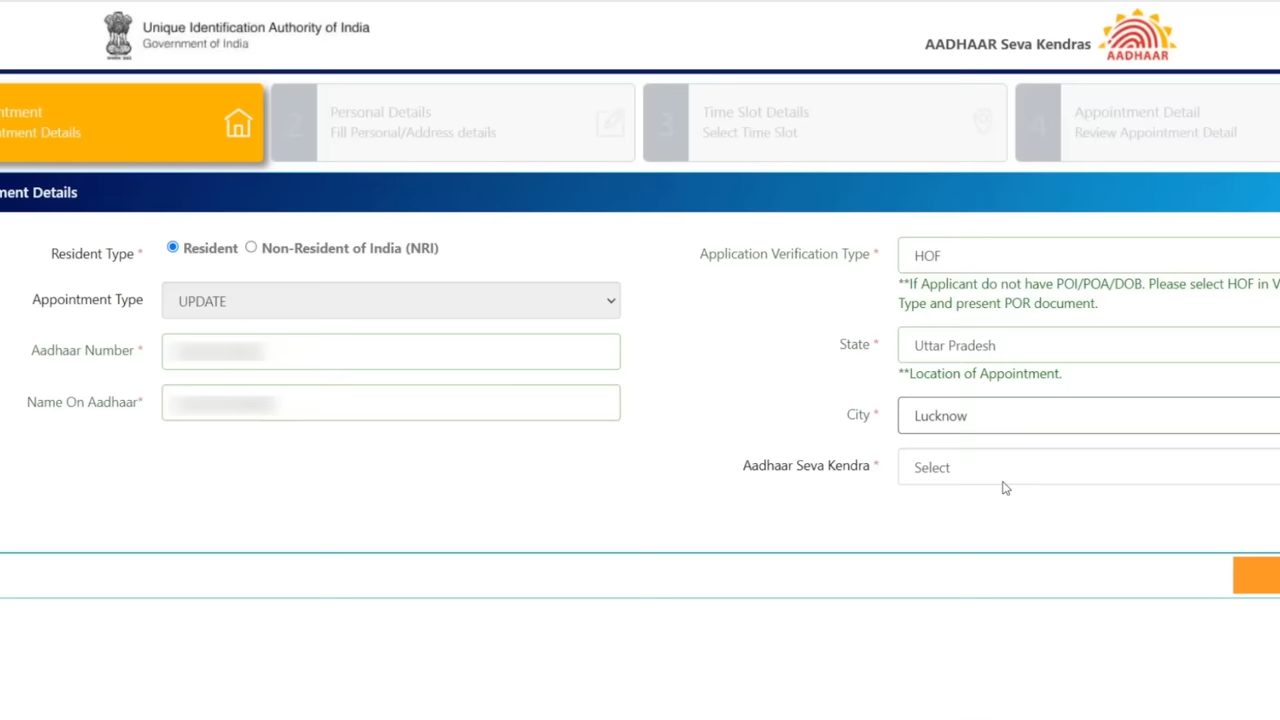 Unique Identification Authority of India
Government of India
AADHAAR Seva Kendras
AADHAAR
ntment
ntment Details
2
Personal Details
Fill Personal/Address details
3
Time Slot Details
Select Time Slot
4
Appointment Detail
Review Appointment Detail
ment Details
Resident Type * Resident Non-Resident of India (NRI)
Appointment Type UPDATE
Aadhaar Number *
Name On Aadhaar*
Application Verification Type * HOF
**If Applicant do not have POI/POA/DOB. Please select HOF in V
Type and present POR document.
State * Uttar Pradesh
**Location of Appointment.
City * Lucknow
Aadhaar Seva Kendra * Select